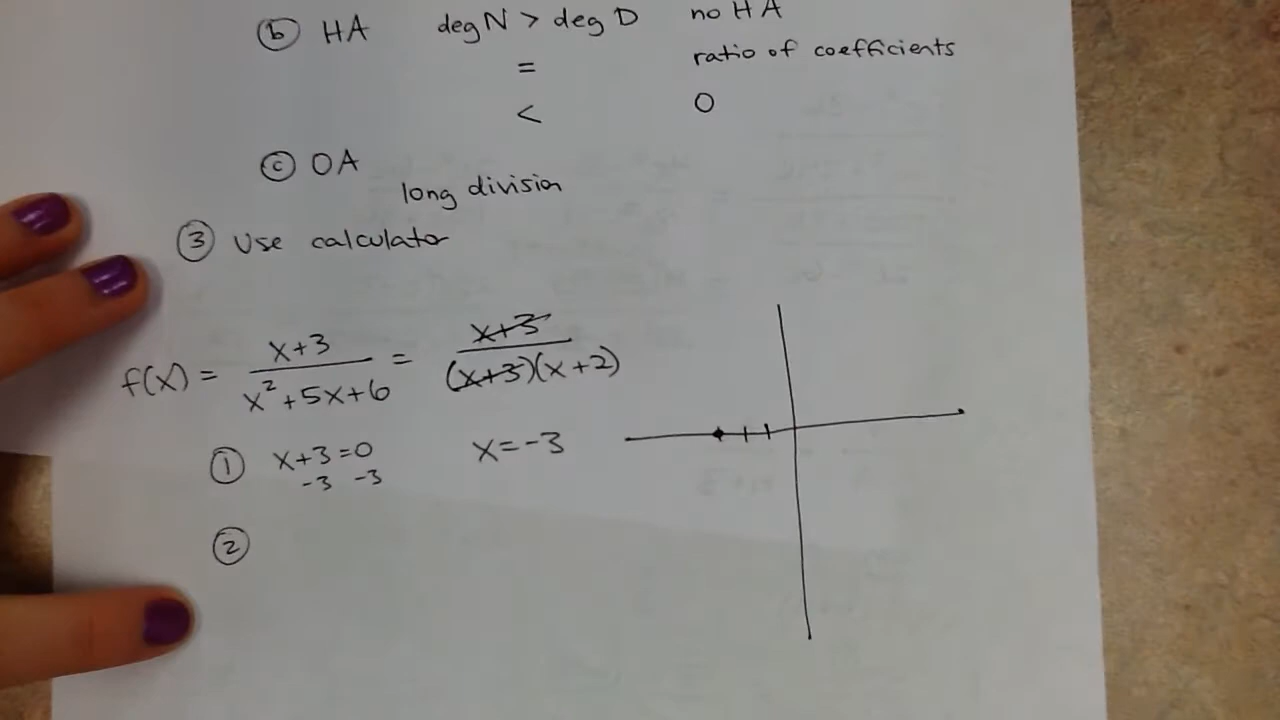 ⓑ HA deg N > deg D no HA
= ratio of coefficients
< 0
ⓒ OA
long division
③ Use calculator
f(x) = x+3 / x²+5x+6 = x+3 / (x+3)(x+2)
① x+3=0 x=-3
-3 -3
②